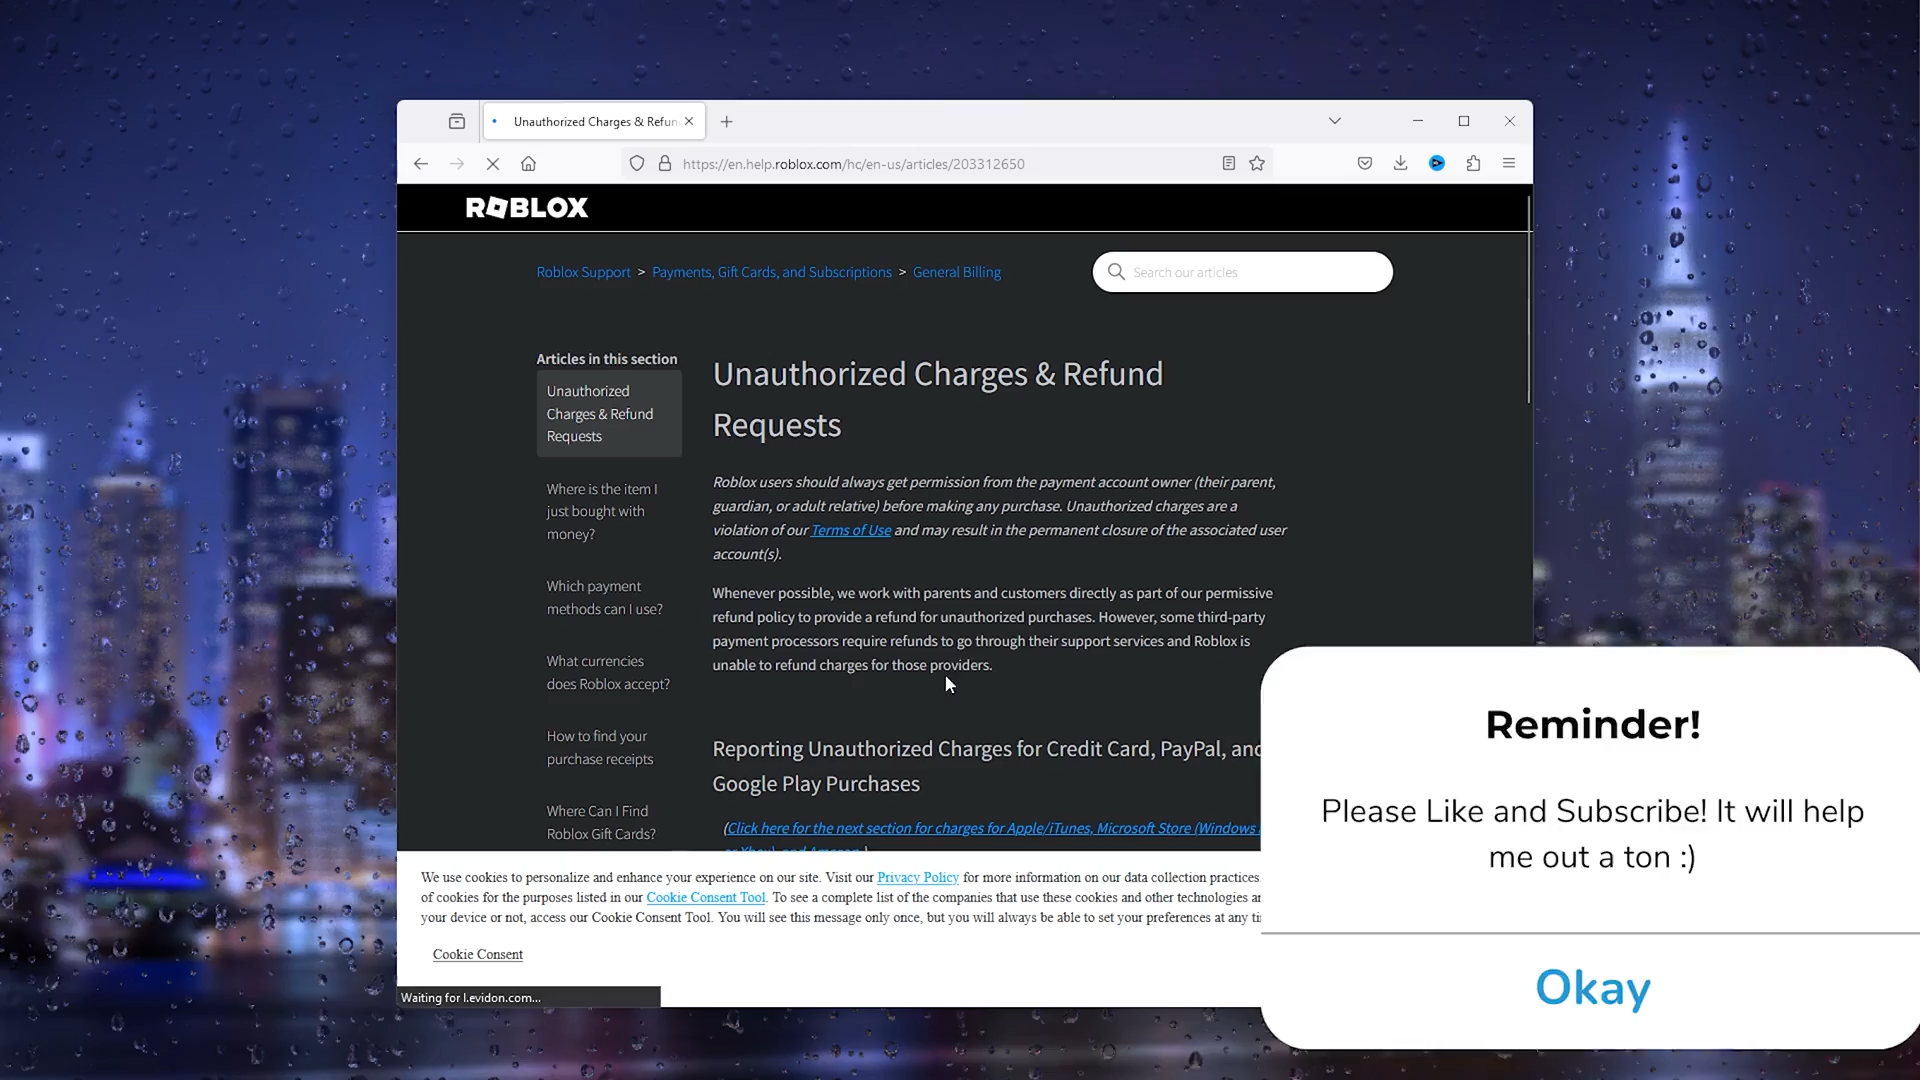 Unauthorized Charges & Refun
https://en.help.roblox.com/hc/en-us/articles/203312650
ROBLOX
Roblox Support > Payments, Gift Cards, and Subscriptions > General Billing
Search our articles
Articles in this section
Unauthorized
Charges & Refund
Requests
Where is the item I
just bought with
money?
Which payment
methods can I use?
What currencies
does Roblox accept?
How to find your
purchase receipts
Where Can I Find
Roblox Gift Cards?
Unauthorized Charges & Refund
Requests
Roblox users should always get permission from the payment account owner (their parent,
guardian, or adult relative) before making any purchase. Unauthorized charges are a
violation of our Terms of Use and may result in the permanent closure of the associated user
account(s).
Whenever possible, we work with parents and customers directly as part of our permissive
refund policy to provide a refund for unauthorized purchases. However, some third-party
payment processors require refunds to go through their support services and Roblox is
unable to refund charges for those providers.
Reporting Unauthorized Charges for Credit Card, PayPal, and
Google Play Purchases
(Click here for the next section for charges for Apple/iTunes, Microsoft Store (Windows
or Xbox), and Amazon.)
We use cookies to personalize and enhance your experience on our site. Visit our Privacy Policy for more information on our data collection practices.
of cookies for the purposes listed in our Cookie Consent Tool. To see a complete list of the companies that use these cookies and other technologies a
your device or not, access our Cookie Consent Tool. You will see this message only once, but you will always be able to set your preferences at any ti
Cookie Consent
Waiting for l.evidon.com...
Reminder!
Please Like and Subscribe! It will help
me out a ton :)
Okay